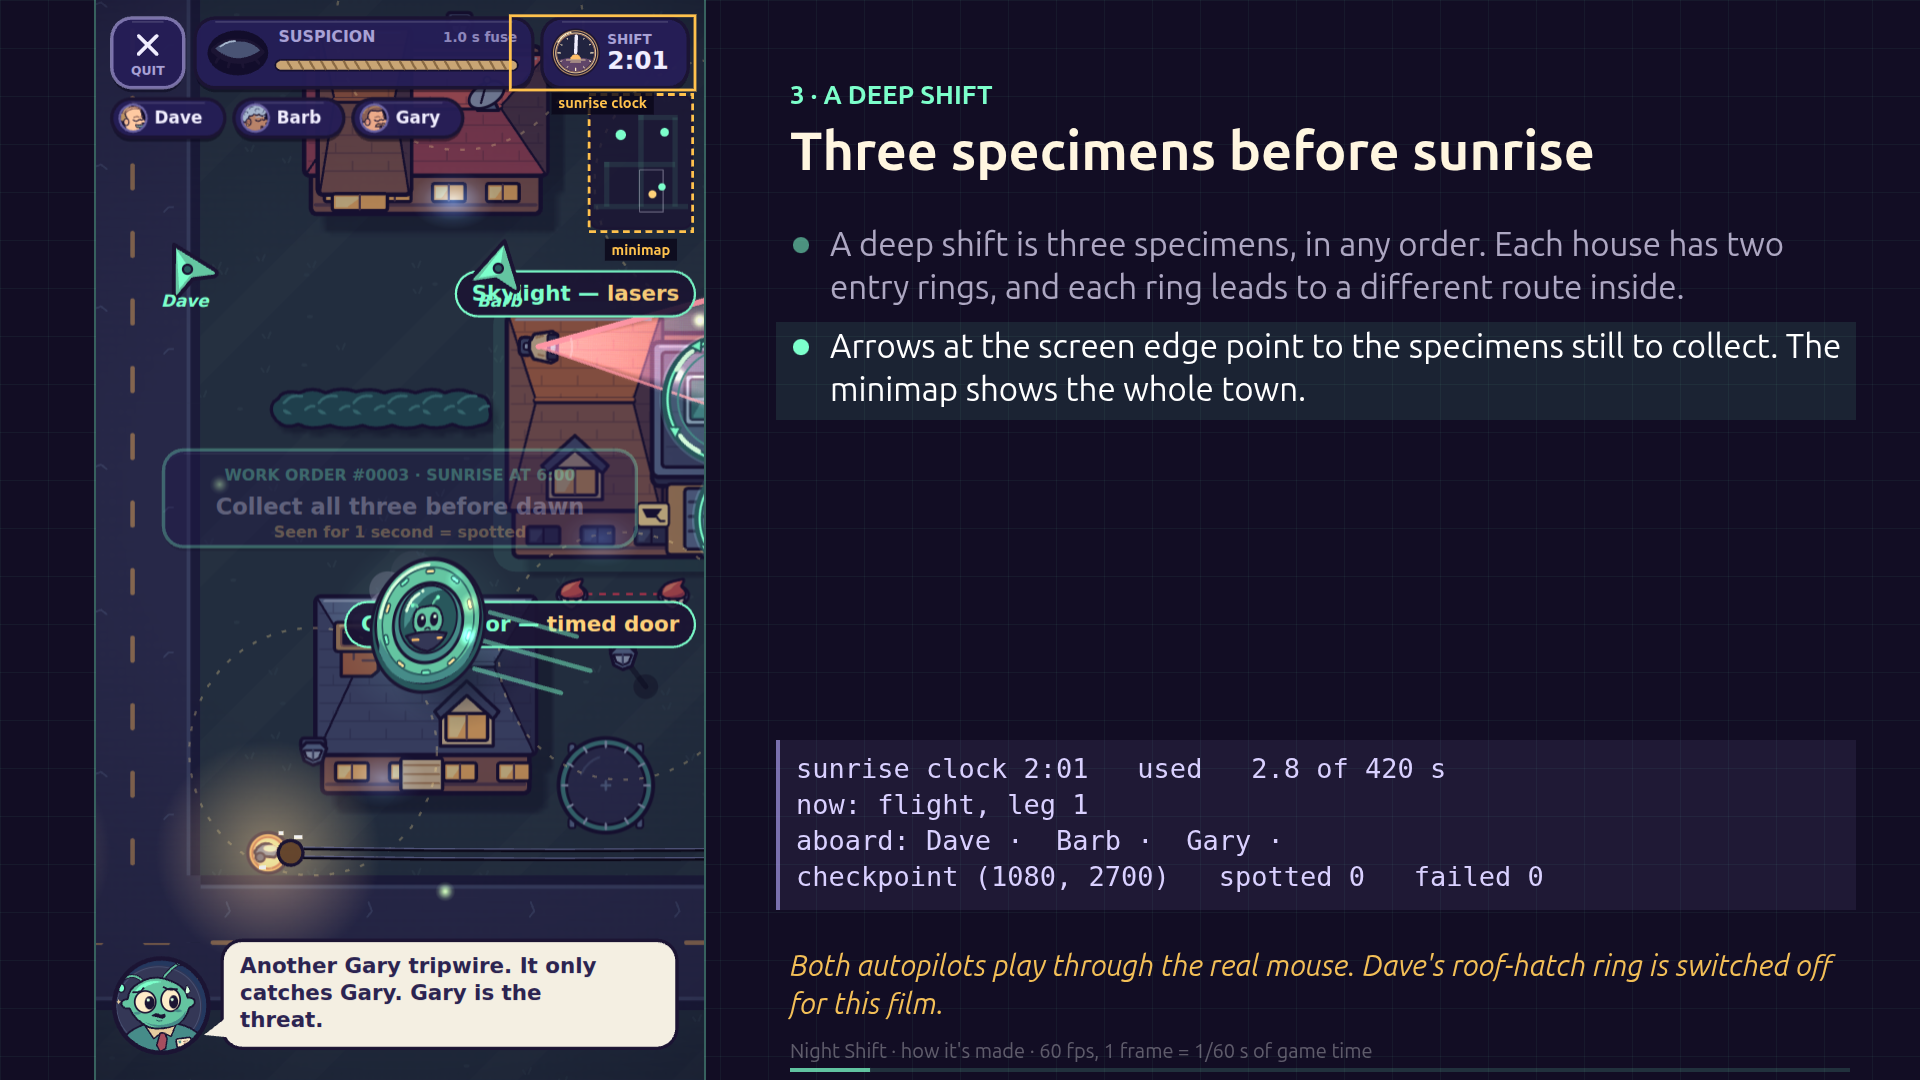 QUIT
SUSPICION
1.0 s fuse
SHIFT
2:01
sunrise clock
Dave
Barb
Gary
minimap
Dave
Barb
Skylight — lasers
WORK ORDER #0003 · SUNRISE AT 6:00
Collect all three before dawn
Seen for 1 second = spotted
or — timed door
Another Gary tripwire. It only
catches Gary. Gary is the
threat.
3 · A DEEP SHIFT
Three specimens before sunrise
A deep shift is three specimens, in any order. Each house has two
entry rings, and each ring leads to a different route inside.
Arrows at the screen edge point to the specimens still to collect. The
minimap shows the whole town.
sunrise clock 2:01   used   2.8 of 420 s
now: flight, leg 1
aboard: Dave ·  Barb ·  Gary ·
checkpoint (1080, 2700)   spotted 0   failed 0
Both autopilots play through the real mouse. Dave's roof-hatch ring is switched off
for this film.
Night Shift · how it's made · 60 fps, 1 frame = 1/60 s of game time